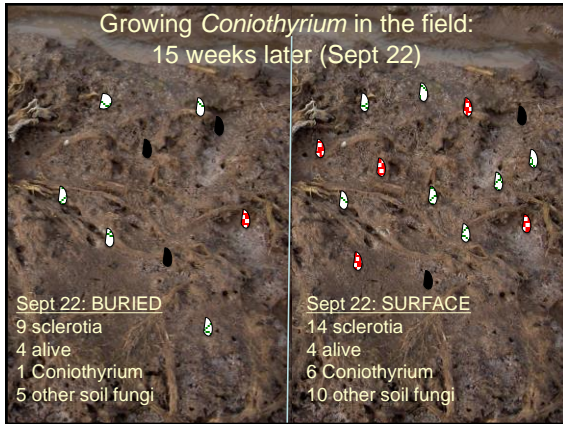 Growing Coniothyrium in the field:
15 weeks later (Sept 22)
Sept 22: BURIED
9 sclerotia
4 alive
1 Coniothyrium
5 other soil fungi
Sept 22: SURFACE
14 sclerotia
4 alive
6 Coniothyrium
10 other soil fungi